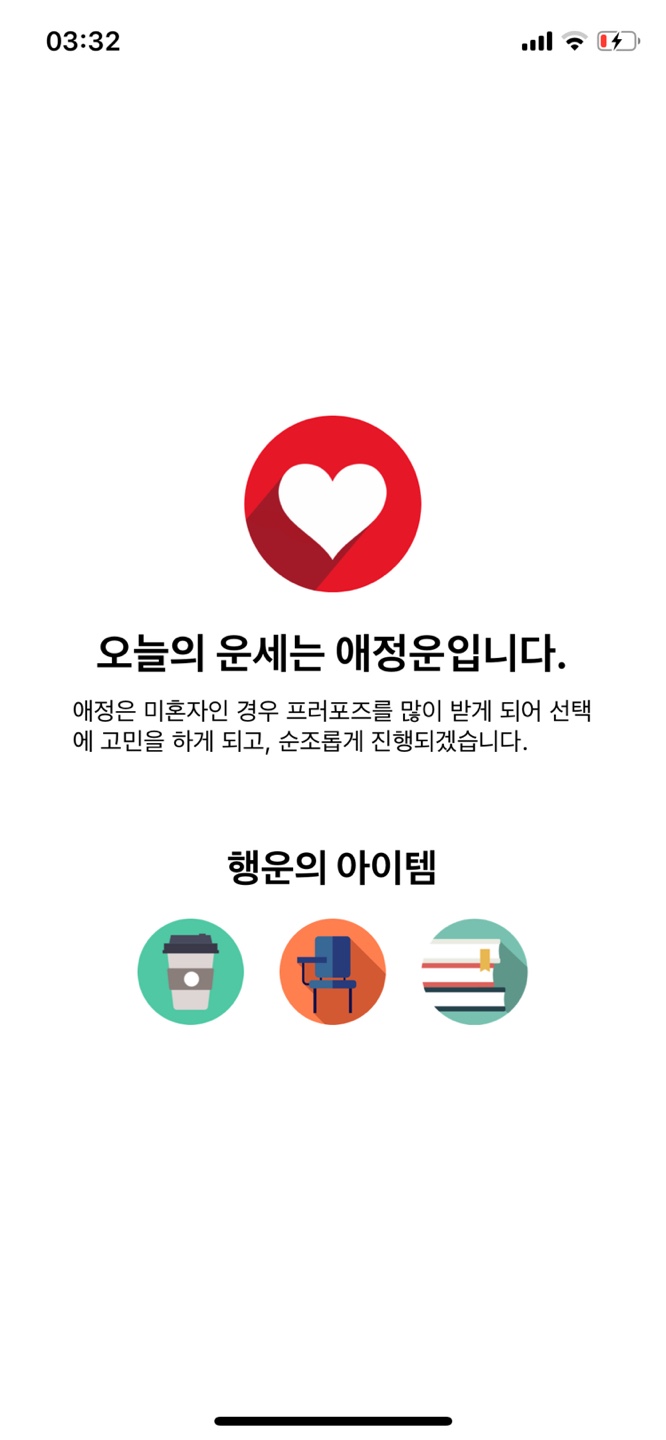 03:32
오늘의 운세는 애정운입니다.
애정은 미혼자인 경우 프러포즈를 많이 받게 되어 선택
에 고민을 하게 되고, 순조롭게 진행되겠습니다.
행운의 아이템